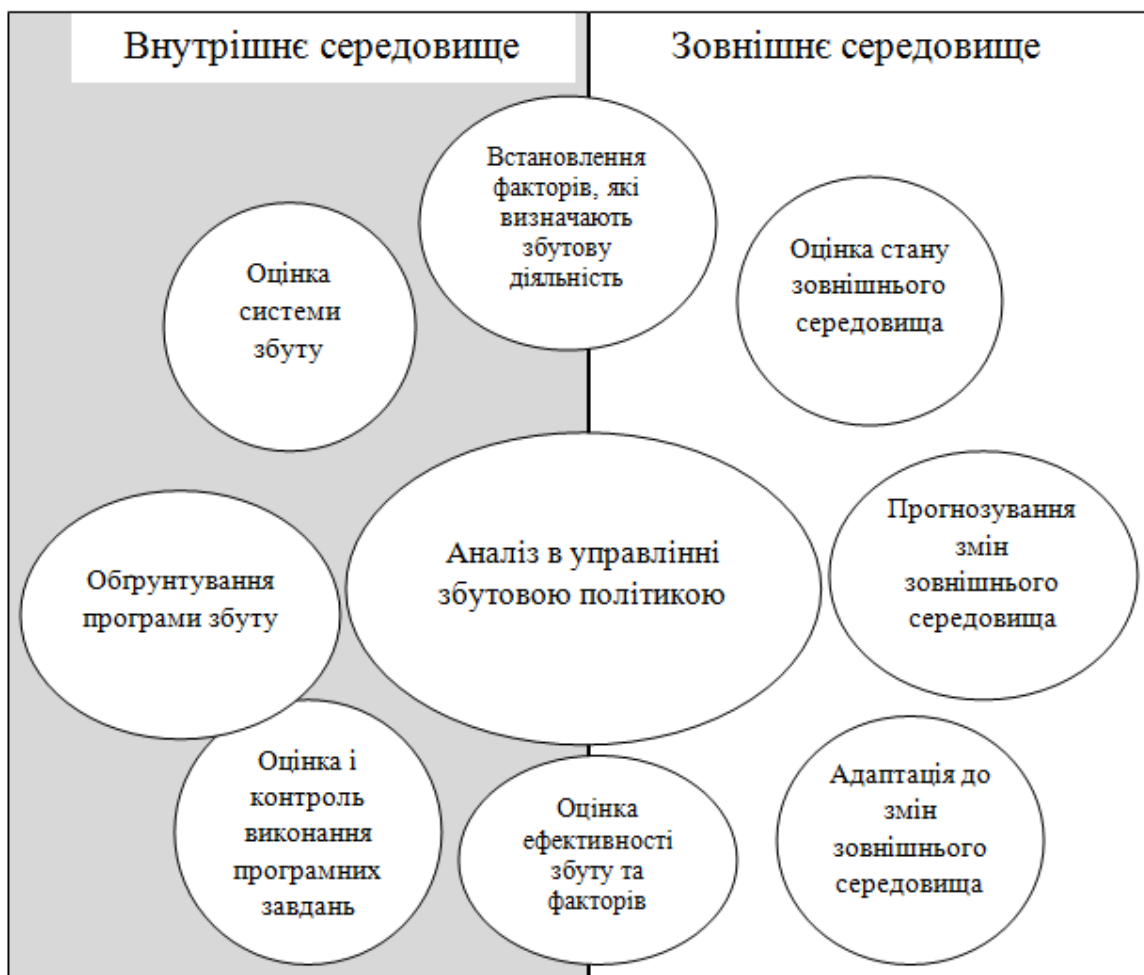 Внутрішнє середовище
Зовнішнє середовище
Встановлення
факторів, які
визначають
збутову
діяльність
Оцінка
системи
збуту
Оцінка стану
зовнішнього
середовища
Аналіз в управлінні
збутовою політикою
Прогнозування
змін
зовнішнього
середовища
Обґрунтування
програми збуту
Оцінка і
контроль
виконання
програмних
завдань
Оцінка
ефективності
збуту та
факторів
Адаптація до
змін
зовнішнього
середовища